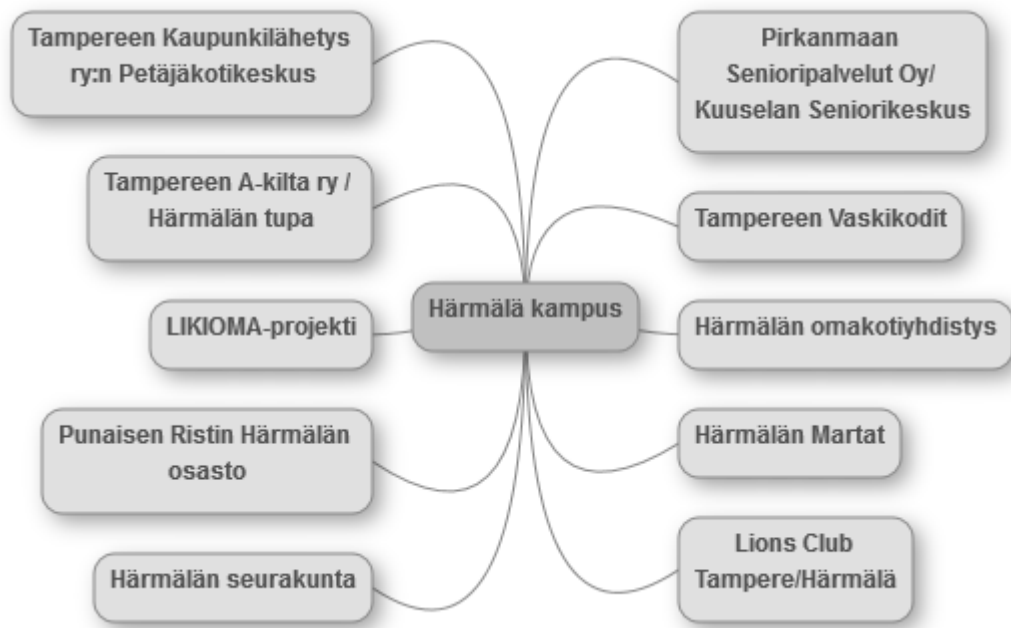 Tampereen Kaupunkilähetys
ry:n Petäjäkotikeskus
Tampereen A-kilta ry /
Härmälän tupa
LIKIOMA-projekti
Punaisen Ristin Härmälän
osasto
Härmälän seurakunta
Härmälä kampus
Pirkanmaan
Senioripalvelut Oy/
Kuuselan Seniorikeskus
Tampereen Vaskikodit
Härmälän omakotiyhdistys
Härmälän Martat
Lions Club
Tampere/Härmälä